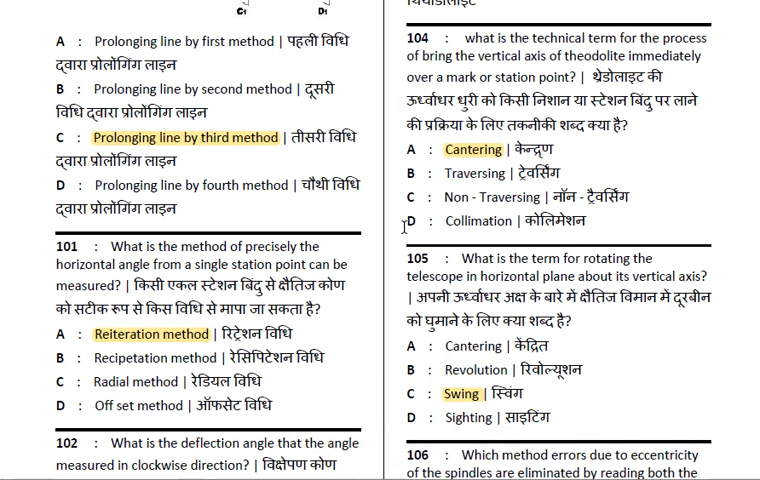 C₁ D₁
A : Prolonging line by first method | पहली विधि
द्वारा प्रोलोंगिंग लाइन
B : Prolonging line by second method | दूसरी
विधि द्वारा प्रोलोंगिंग लाइन
C : Prolonging line by third method | तीसरी विधि
द्वारा प्रोलोंगिंग लाइन
D : Prolonging line by fourth method | चौथी विधि
द्वारा प्रोलोंगिंग लाइन
101 : What is the method of precisely the
horizontal angle from a single station point can be
measured? | किसी एकल स्टेशन बिंदु से क्षैतिज कोण
को सटीक रूप से किस विधि से मापा जा सकता है?
A : Reiteration method | रिट्रेशन विधि
B : Recipetation method | रेसिपिटेशन विधि
C : Radial method | रेडियल विधि
D : Off set method | ऑफसेट विधि
102 : What is the deflection angle that the angle
measured in clockwise direction? | विक्षेपण कोण
थियोडोलाइट
104 : what is the technical term for the process
of bring the vertical axis of theodolite immediately
over a mark or station point? | थ्रेडोलाइट की
ऊर्ध्वाधर धुरी को किसी निशान या स्टेशन बिंदु पर लाने
की प्रक्रिया के लिए तकनीकी शब्द क्या है?
A : Cantering | केन्द्रण
B : Traversing | ट्रेवर्सिंग
C : Non - Traversing | नॉन - ट्रैवर्सिंग
D : Collimation | कोलिमेशन
105 : What is the term for rotating the
telescope in horizontal plane about its vertical axis?
| अपनी ऊर्ध्वाधर अक्ष के बारे में क्षैतिज विमान में दूरबीन
को घुमाने के लिए क्या शब्द है?
A : Cantering | केंद्रित
B : Revolution | रिवोल्यूशन
C : Swing | स्विंग
D : Sighting | साइटिंग
106 : Which method errors due to eccentricity
of the spindles are eliminated by reading both the